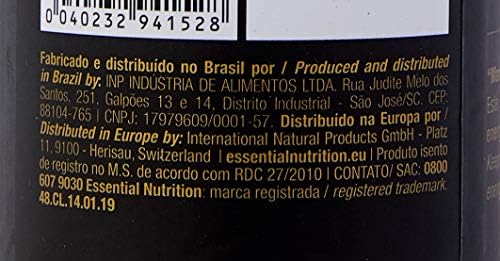 0 040232 941528
Fabricado e distribuído no Brasil por / Produced and distributed
in Brazil by: INP INDÚSTRIA DE ALIMENTOS LTDA. Rua Judite Melo dos
Santos, 251, Galpões 13 e 14, Distrito Industrial - São José/SC. CEP:
88104-765 | CNPJ: 17979609/0001-57. Distribuído na Europa por /
Distributed in Europe by: International Natural Products GmbH - Platz
11, 9100 - Herisau, Switzerland | essentialnutrition.eu | Produto isento
de registro no M.S. de acordo com RDC 27/2010 | CONTATO/ SAC: 0800
607 9030 Essential Nutrition: marca registrada / registered trademark.
48.CL.14.01.19